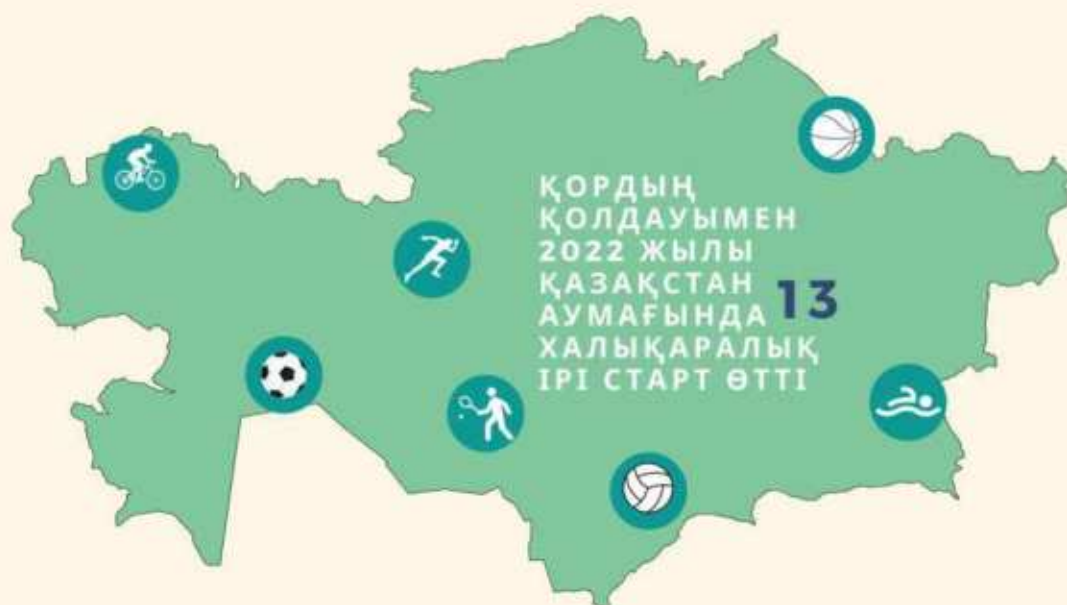 ҚОРДЫҢ
ҚОЛДАУЫМЕН
2022 ЖЫЛЫ
ҚАЗАҚСТАН
АУМАҒЫНДА 13
ХАЛЫҚАРАЛЫҚ
ІРІ СТАРТ ӨТТІ